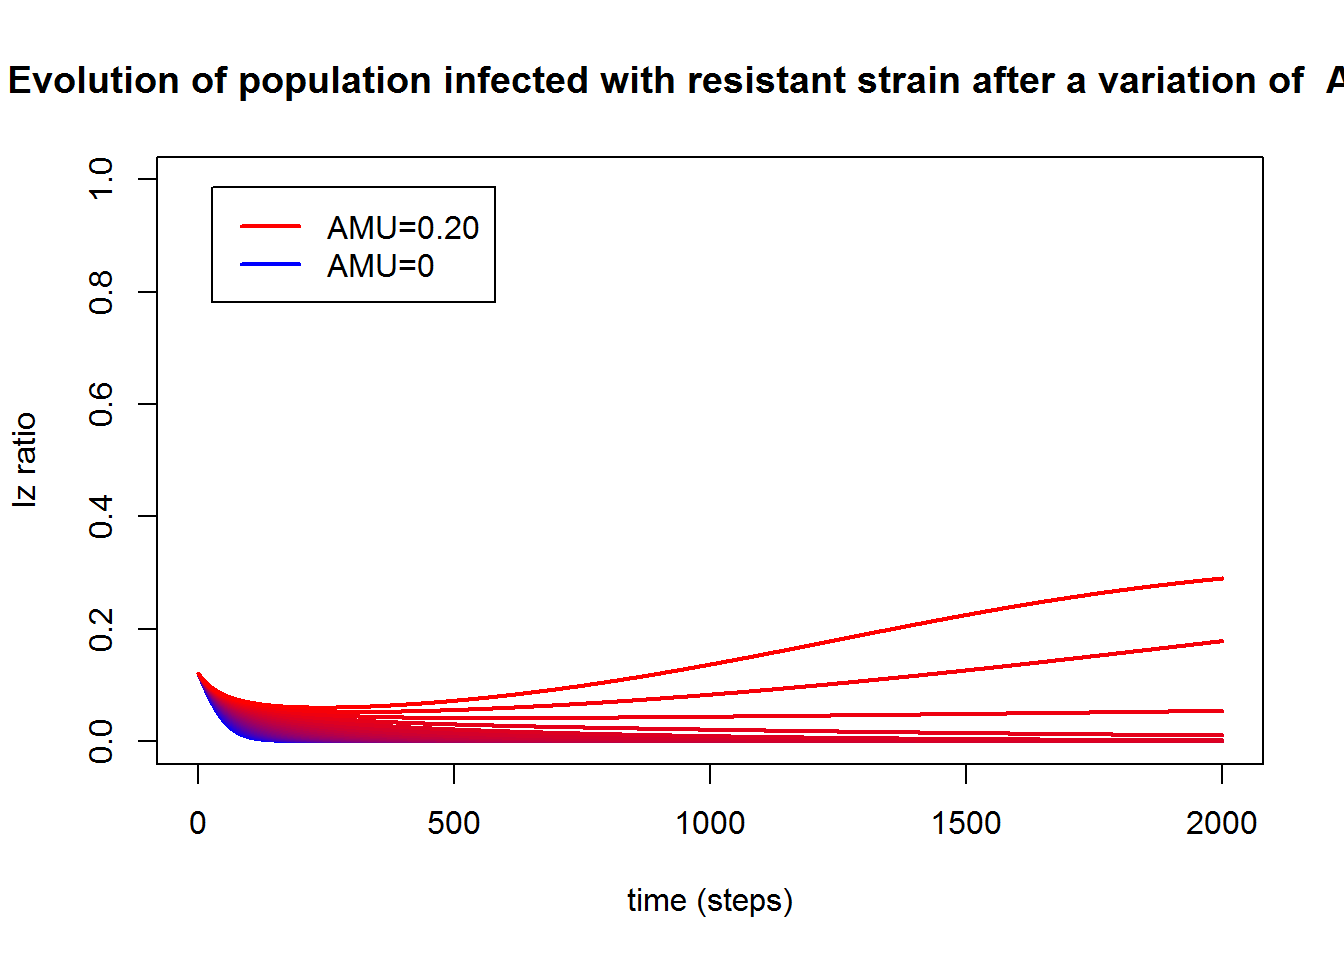 Evolution of population infected with resistant strain after a variation of A
AMU=0.20
AMU=0
Iz ratio
1.0
0.8
0.6
0.4
0.2
0.0
0 500 1000 1500 2000
time (steps)